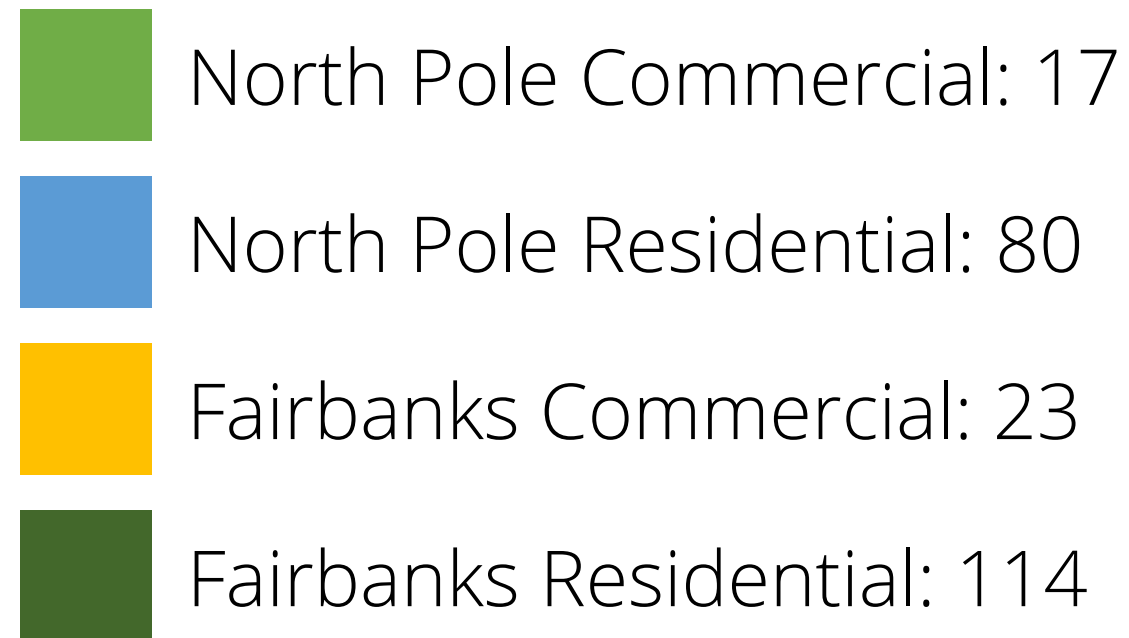 North Pole Commercial: 17
North Pole Residential: 80
Fairbanks Commercial: 23
Fairbanks Residential: 114